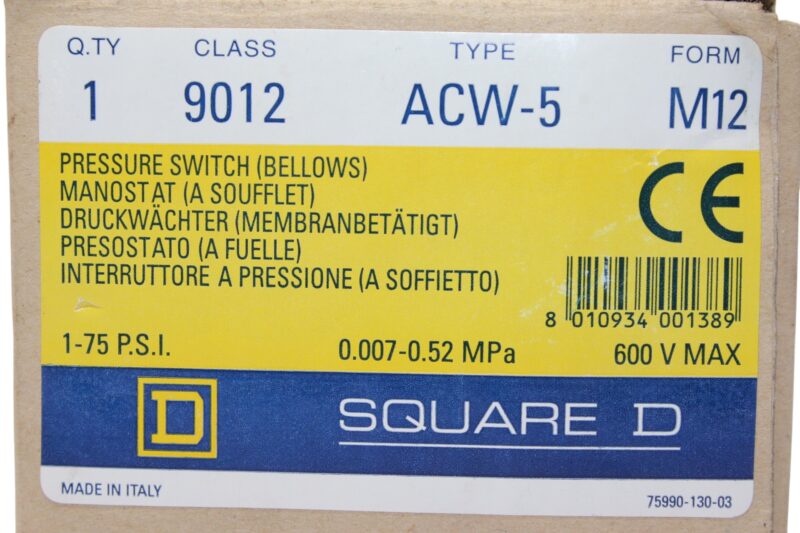 Q.TY CLASS TYPE FORM
1 9012 ACW-5 M12
PRESSURE SWITCH (BELLOWS)
MANOSTAT (A SOUFFLET)
DRUCKWÄCHTER (MEMBRANBETÄTIGT)
PRESOSTATO (A FUELLE)
INTERRUTTORE A PRESSIONE (A SOFFIETTO)
CE
8 010934 001389
1-75 P.S.I. 0.007-0.52 MPa 600 V MAX
D SQUARE D
MADE IN ITALY 75990-130-03